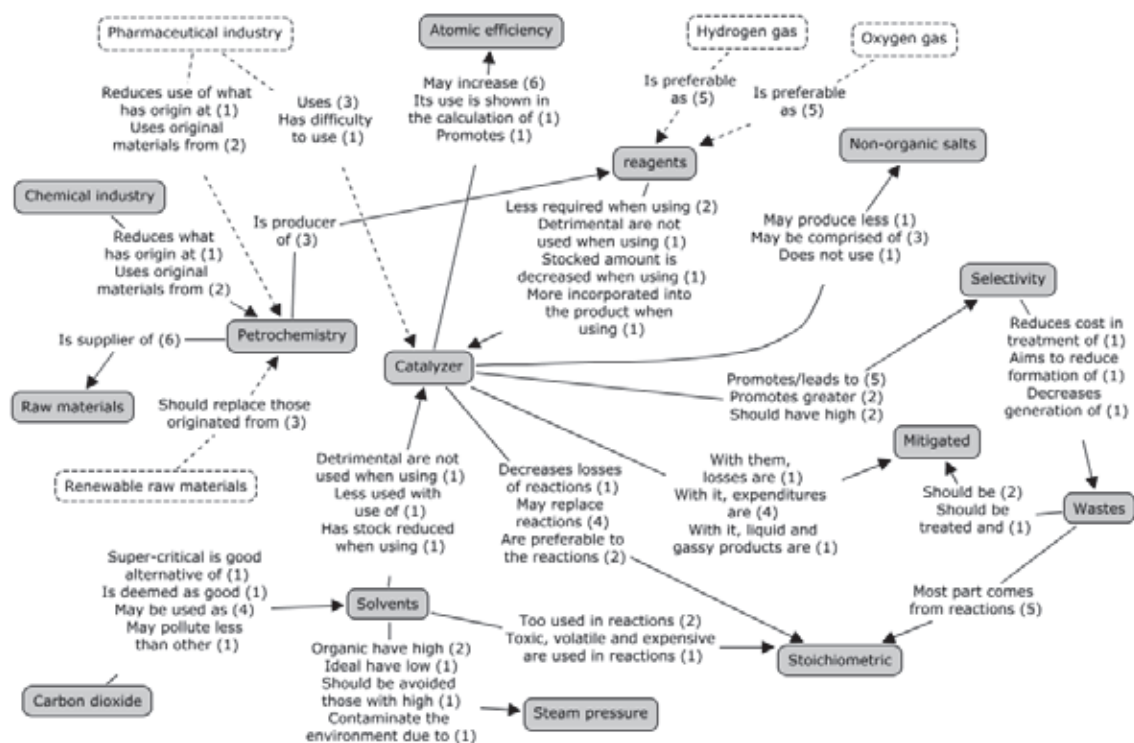 Pharmaceutical industry
Atomic efficiency
Hydrogen gas
Oxygen gas
Reduces use of what
has origin at (1)
Uses original
materials from (2)
Uses (3)
Has difficulty
to use (1)
May increase (6)
Its use is shown in
the calculation of (1)
Promotes (1)
Is preferable
as (5)
Is preferable
as (5)
Non-organic salts
reagents
Chemical industry
Is producer
of (3)
Less required when using (2)
Detrimental are not
used when using (1)
Stocked amount is
decreased when using (1)
More incorporated into
the product when
using (1)
May produce less (1)
May be comprised of (3)
Does not use (1)
Reduces what
has origin at (1)
Uses original
materials from (2)
Selectivity
Petrochemistry
Is supplier of (6)
Catalyzer
Reduces cost in
treatment of (1)
Aims to reduce
formation of (1)
Decreases
generation of (1)
Promotes/leads to (5)
Promotes greater (2)
Should have high (2)
Raw materials
Should replace those
originated from (3)
Renewable raw materials
Detrimental are not
used when using (1)
Less used with
use of (1)
Has stock reduced
when using (1)
Decreases losses
of reactions (1)
May replace
reactions (4)
Are preferable to
the reactions (2)
With them,
losses are (1)
With it, expenditures
are (4)
With it, liquid and
gassy products are (1)
Mitigated
Should be (2)
Should be
treated and (1)
Wastes
Super-critical is good
alternative of (1)
Is deemed as good (1)
May be used as (4)
May pollute less
than other (1)
Solvents
Most part comes
from reactions (5)
Too used in reactions (2)
Toxic, volatile and expensive
are used in reactions (1)
Stoichiometric
Organic have high (2)
Ideal have low (1)
Should be avoided
those with high (1)
Contaminate the
environment due to (1)
Carbon dioxide
Steam pressure